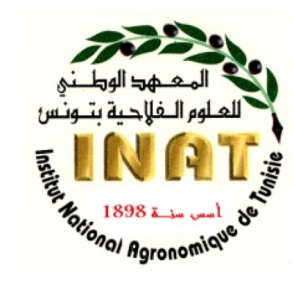 المعهد الوطني
للعلوم الفلاحية بتونس
INAT
أسس سنة 1898
Institut National Agronomique de Tunisie